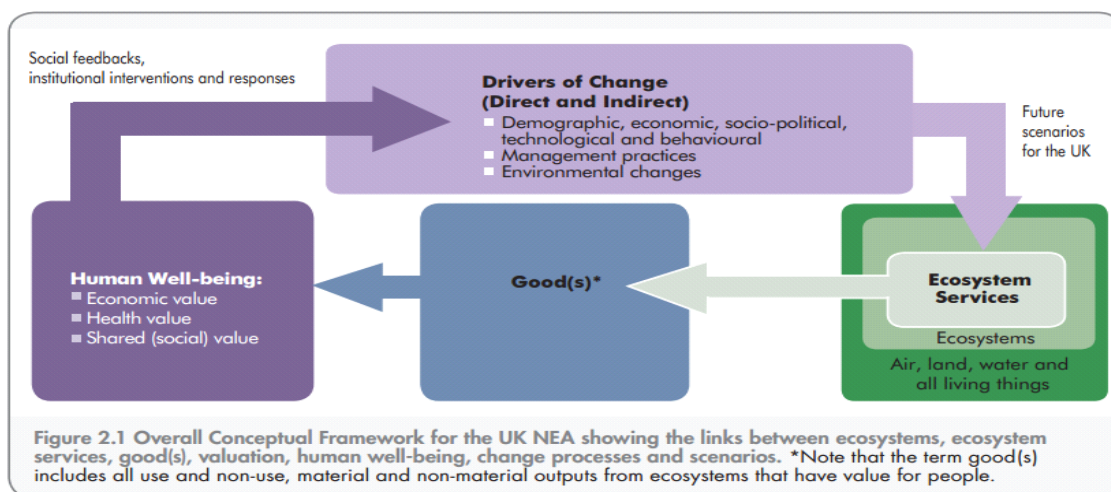 Social feedbacks,
institutional interventions and responses
Drivers of Change
(Direct and Indirect)
Demographic, economic, socio-political,
technological and behavioural
Management practices
Environmental changes
Future
scenarios
for the UK
Human Well-being:
Economic value
Health value
Shared (social) value
Good(s)*
Ecosystem
Services
Ecosystems
Air, land, water and
all living things
Figure 2.1 Overall Conceptual Framework for the UK NEA showing the links between ecosystems, ecosystem
services, good(s), valuation, human well-being, change processes and scenarios. *Note that the term good(s)
includes all use and non-use, material and non-material outputs from ecosystems that have value for people.